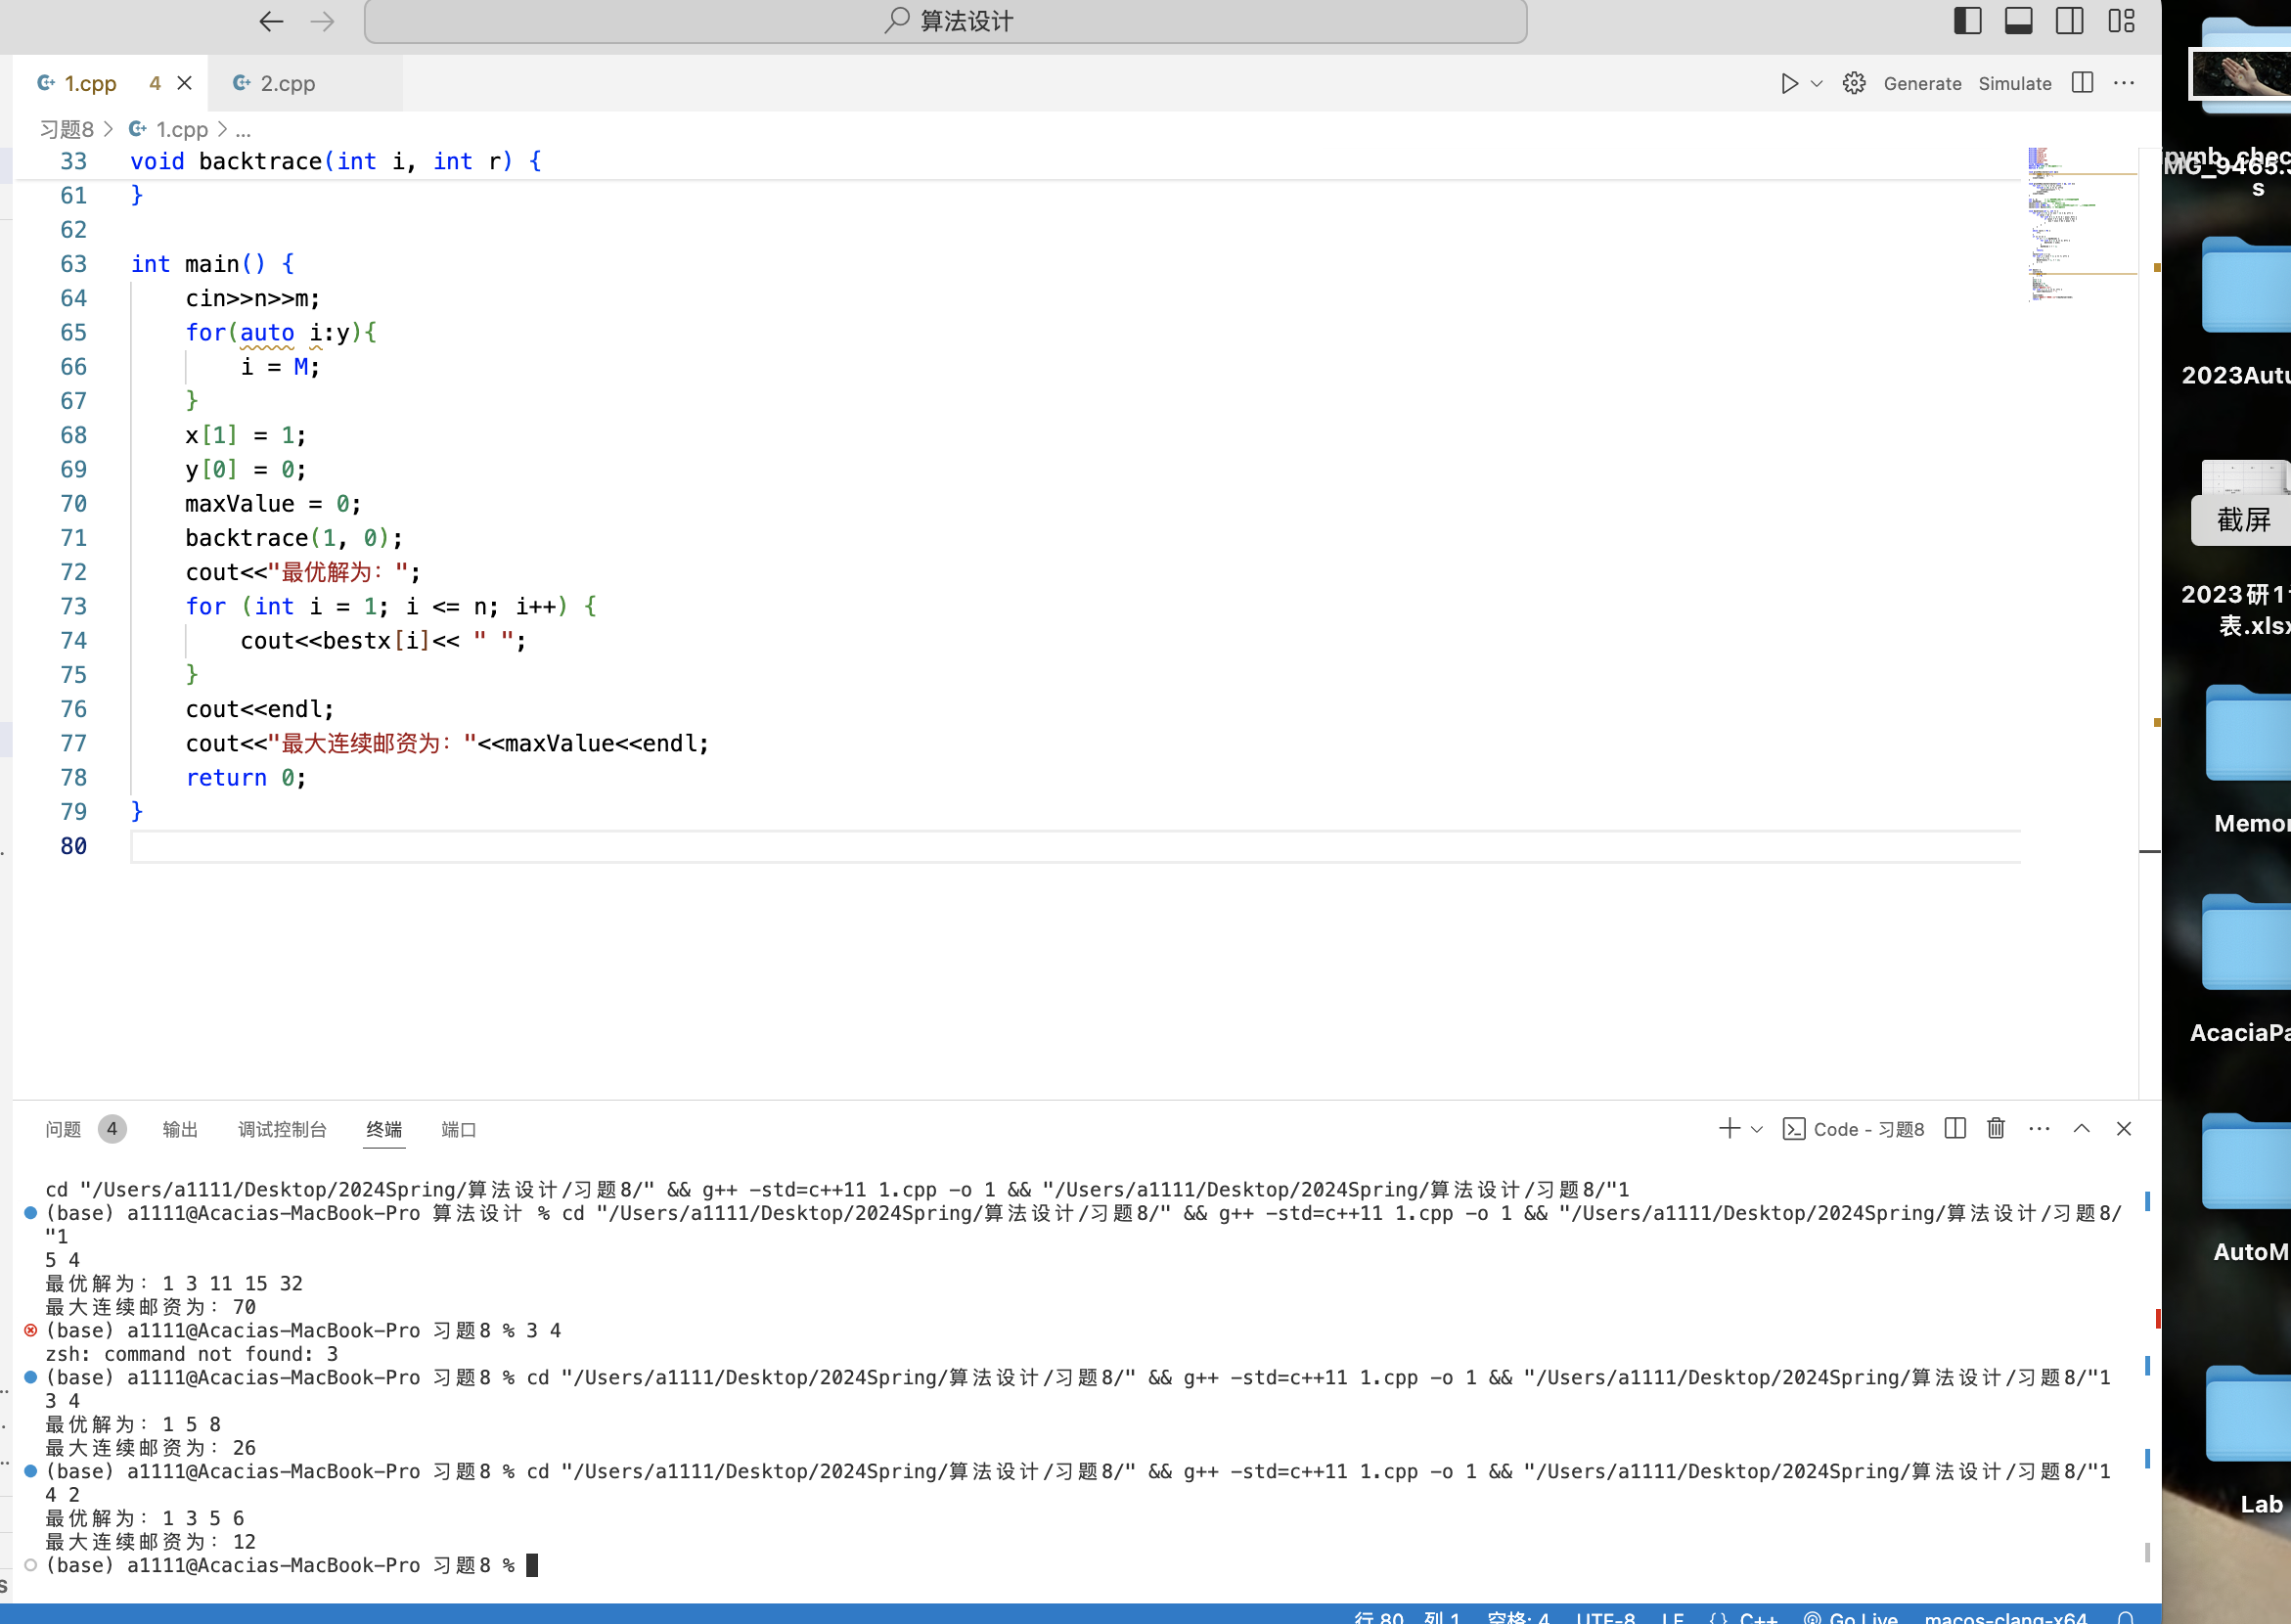 算法设计
1.cpp 4 2.cpp Generate Simulate
习题8 > 1.cpp > ...
33 void backtrace(int i, int r) {
61 }
62
63 int main() {
64 cin>>n>>m;
65 for(auto i:y){
66 i = M;
67 }
68 x[1] = 1;
69 y[0] = 0;
70 maxValue = 0;
71 backtrace(1, 0);
72 cout<<"最优解为：";
73 for (int i = 1; i <= n; i++) {
74 cout<<bestx[i]<< " ";
75 }
76 cout<<endl;
77 cout<<"最大连续邮资为："<<maxValue<<endl;
78 return 0;
79 }
80
问题 4 输出 调试控制台 终端 端口 Code - 习题8
cd "/Users/a1111/Desktop/2024Spring/算法设计/习题8/" && g++ -std=c++11 1.cpp -o 1 && "/Users/a1111/Desktop/2024Spring/算法设计/习题8/"1
(base) a1111@Acacias-MacBook-Pro 算法设计 % cd "/Users/a1111/Desktop/2024Spring/算法设计/习题8/" && g++ -std=c++11 1.cpp -o 1 && "/Users/a1111/Desktop/2024Spring/算法设计/习题8/
"1
5 4
最优解为：1 3 11 15 32
最大连续邮资为：70
(base) a1111@Acacias-MacBook-Pro 习题8 % 3 4
zsh: command not found: 3
(base) a1111@Acacias-MacBook-Pro 习题8 % cd "/Users/a1111/Desktop/2024Spring/算法设计/习题8/" && g++ -std=c++11 1.cpp -o 1 && "/Users/a1111/Desktop/2024Spring/算法设计/习题8/"1
3 4
最优解为：1 5 8
最大连续邮资为：26
(base) a1111@Acacias-MacBook-Pro 习题8 % cd "/Users/a1111/Desktop/2024Spring/算法设计/习题8/" && g++ -std=c++11 1.cpp -o 1 && "/Users/a1111/Desktop/2024Spring/算法设计/习题8/"1
4 2
最优解为：1 3 5 6
最大连续邮资为：12
(base) a1111@Acacias-MacBook-Pro 习题8 %
行 80，列 1 空格: 4 UTF-8 LF {} C++ Go Live macos-clang-x64
2023Autu
截屏
2023研1
表.xlsx
Memor
AcaciaPa
AutoM
Lab